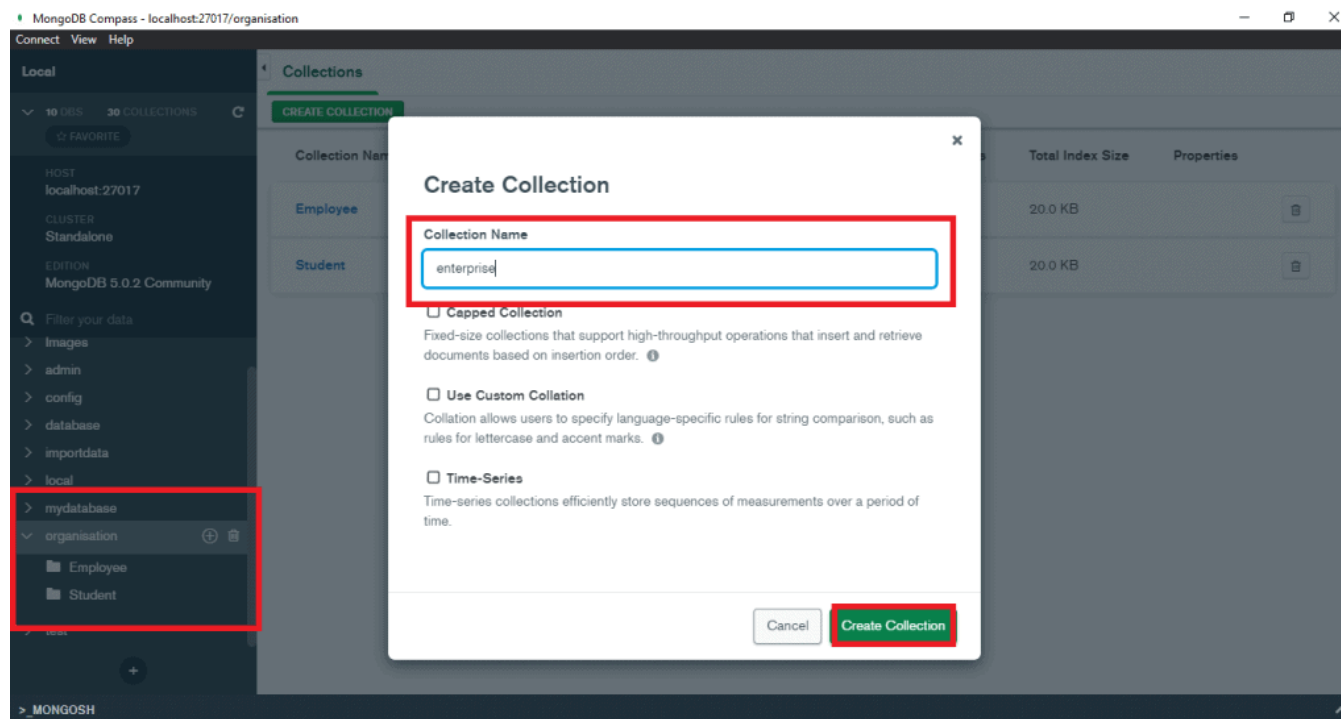 MongoDB Compass - localhost:27017/organisation
Connect View Help
Local
Collections
10 DBS 30 COLLECTIONS
FAVORITE
CREATE COLLECTION
HOST
localhost:27017
CLUSTER
Standalone
EDITION
MongoDB 5.0.2 Community
Filter your data
Images
admin
config
database
importdata
local
mydatabase
organisation
Employee
Student
>_MONGOSH
Total Index Size Properties
Employee 20.0 KB
Student 20.0 KB
Create Collection
Collection Name
enterprise
Capped Collection
Fixed-size collections that support high-throughput operations that insert and retrieve
documents based on insertion order.
Use Custom Collation
Collation allows users to specify language-specific rules for string comparison, such as
rules for lettercase and accent marks.
Time-Series
Time-series collections efficiently store sequences of measurements over a period of
time.
Cancel Create Collection